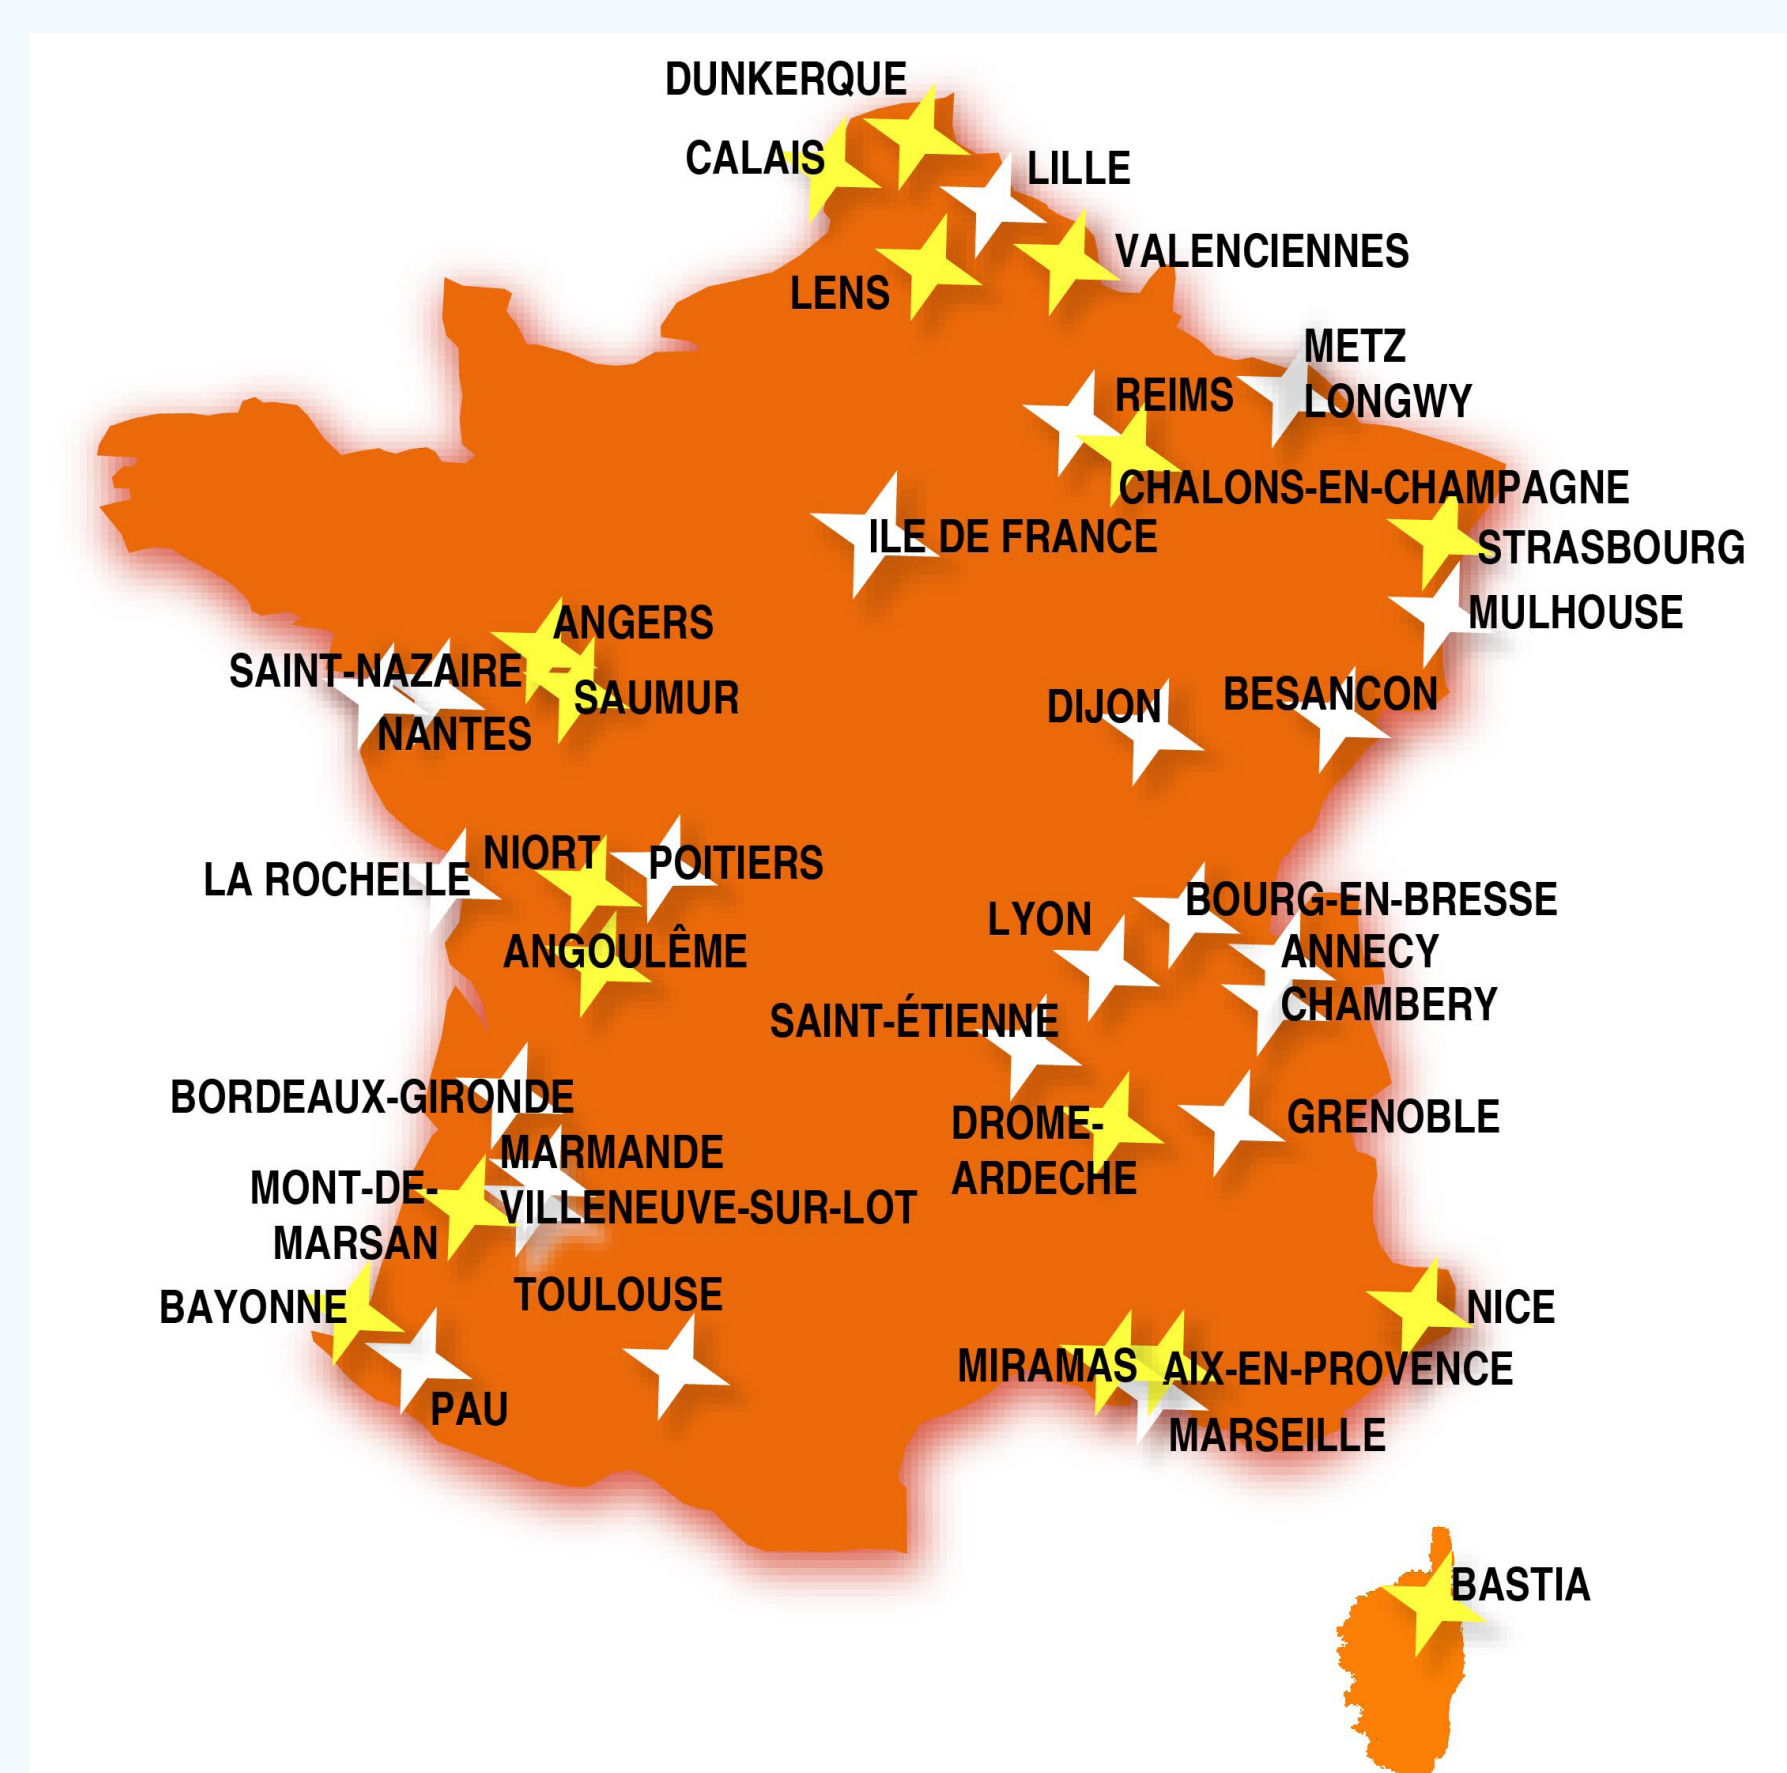 DUNKERQUE
CALAIS
LILLE
VALENCIENNES
LENS
METZ
LONGWY
REIMS
CHALONS-EN-CHAMPAGNE
ILE DE FRANCE
STRASBOURG
MULHOUSE
ANGERS
SAINT-NAZAIRE
SAUMUR
NANTES
DIJON
BESANCON
NIORT
POITIERS
LA ROCHELLE
BOURG-EN-BRESSE
LYON
ANGOULÊME
ANNECY
CHAMBERY
SAINT-ÉTIENNE
BORDEAUX-GIRONDE
DROME-
ARDECHE
GRENOBLE
MARMANDE
VILLENEUVE-SUR-LOT
MONT-DE-
MARSAN
BAYONNE
TOULOUSE
NICE
MIRAMAS
AIX-EN-PROVENCE
PAU
MARSEILLE
BASTIA